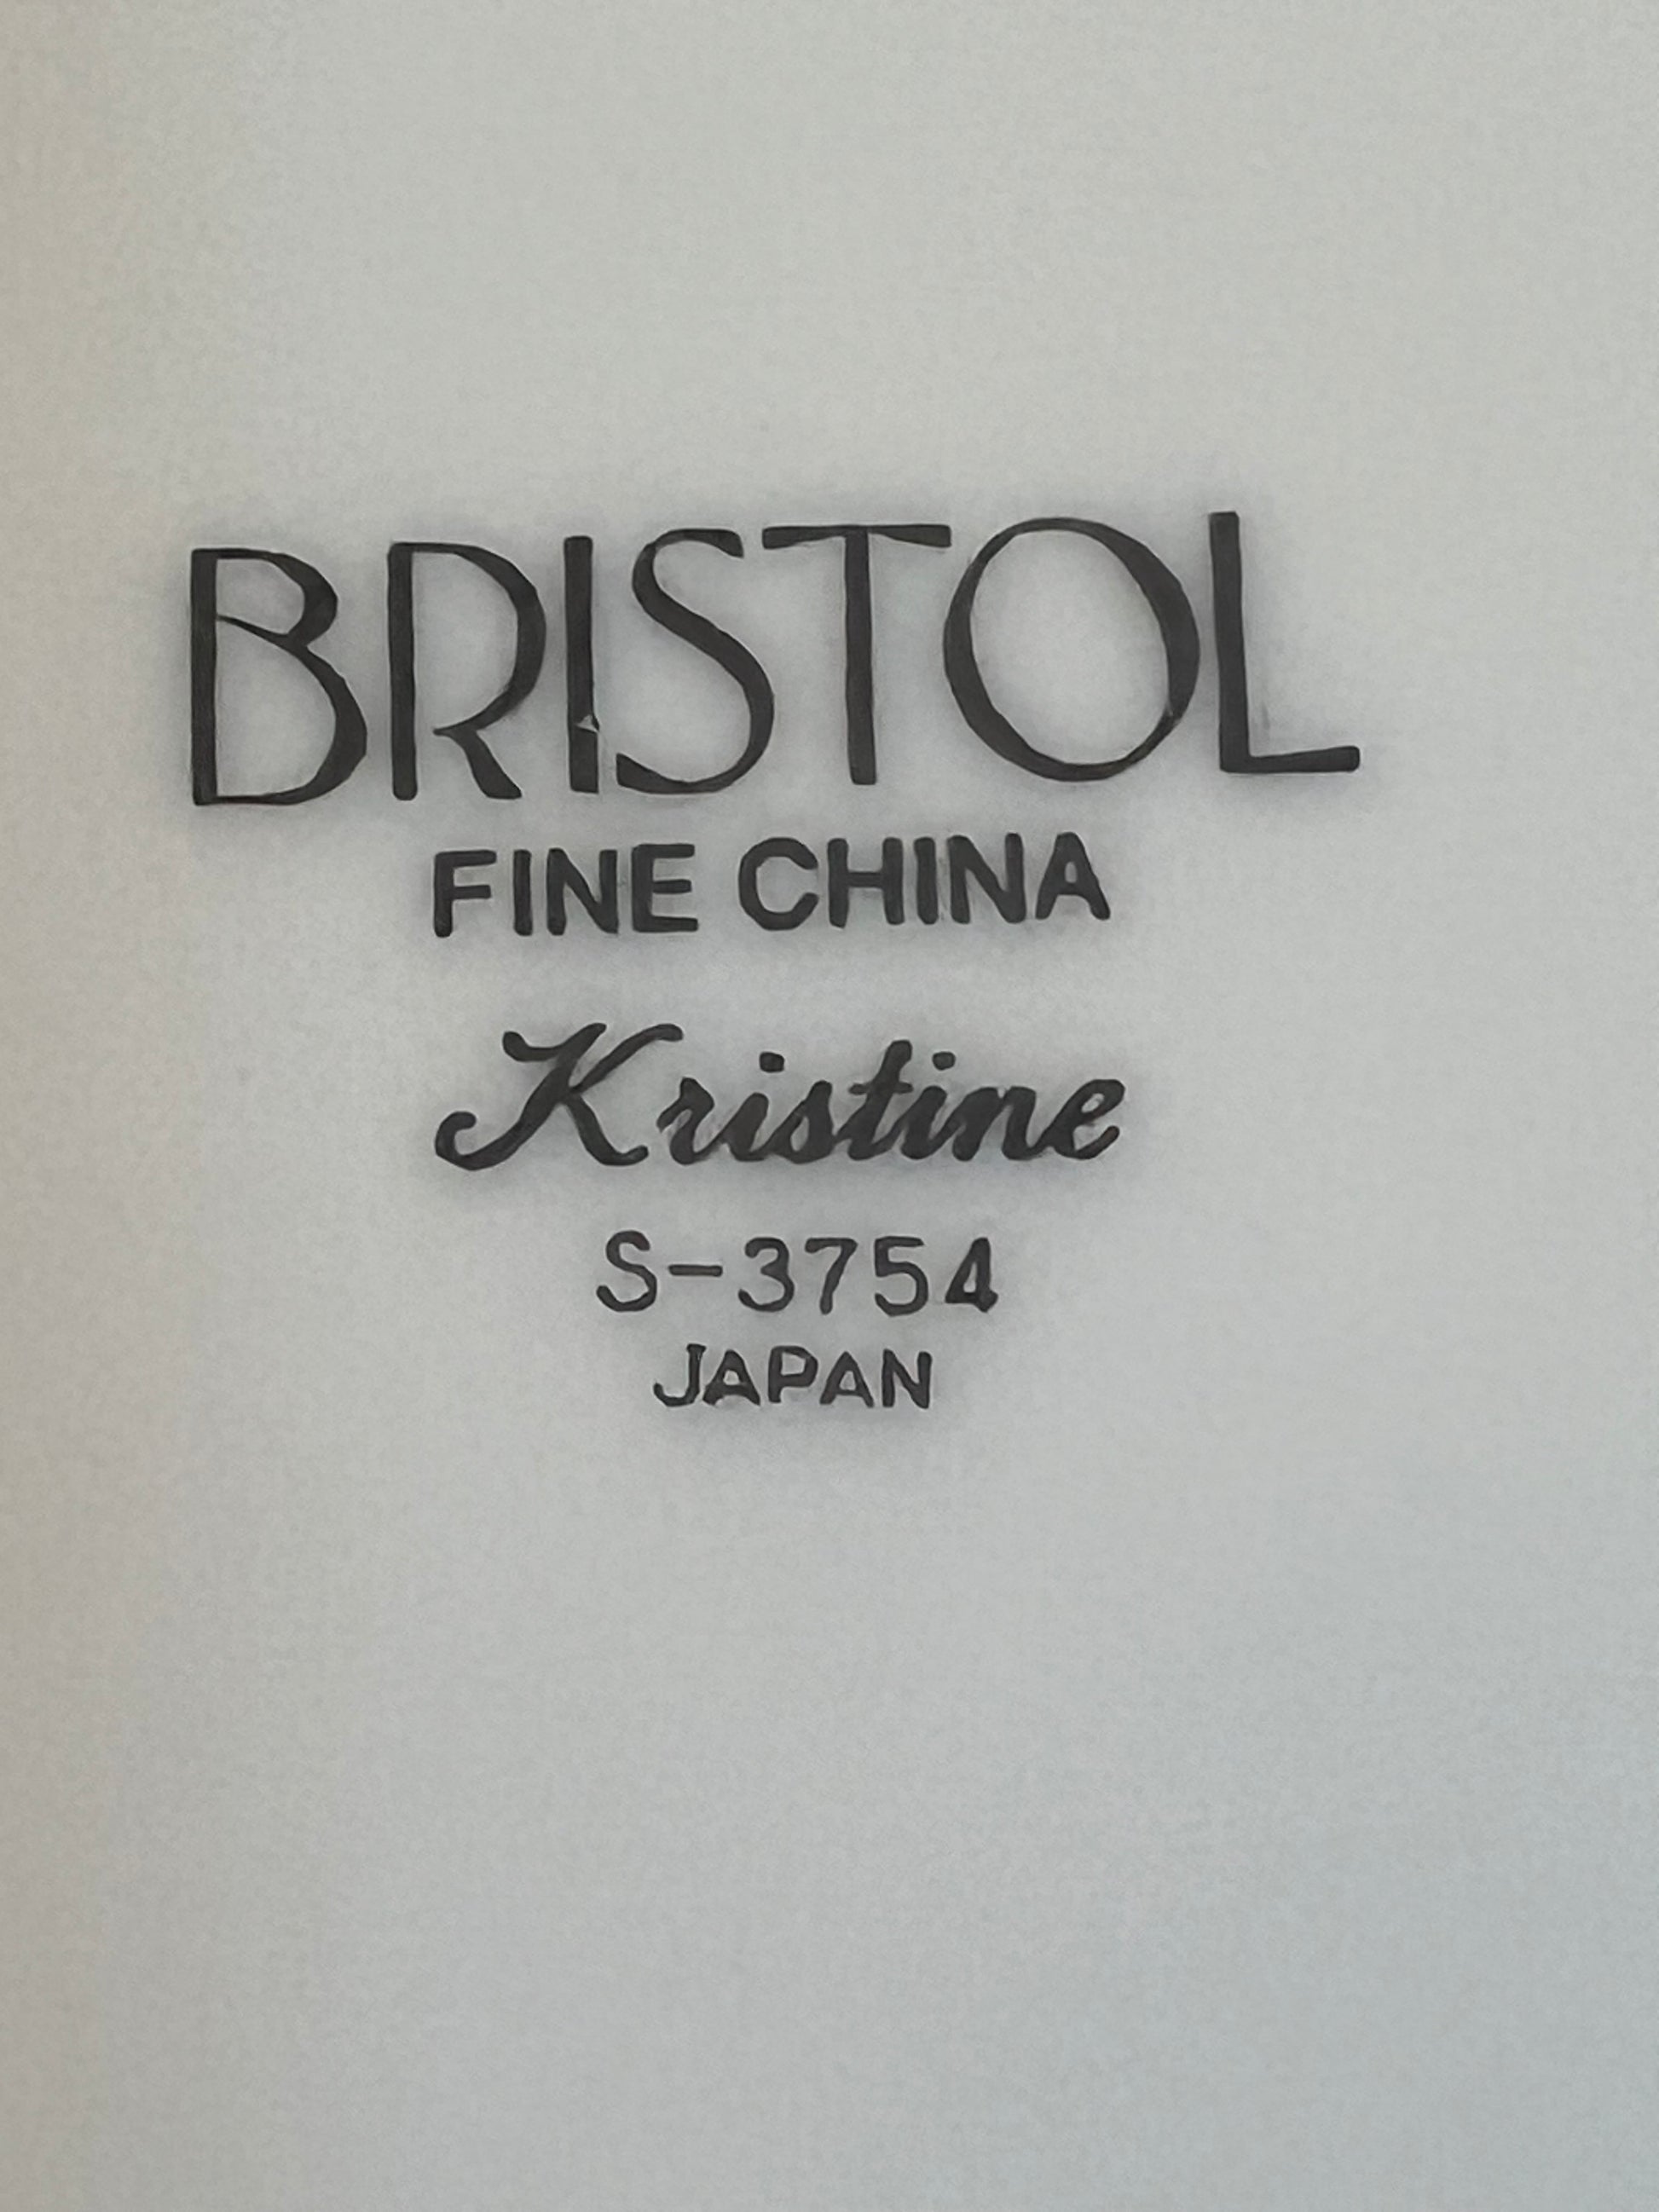 BRISTOL
FINE CHINA
Kristine
S-3754
JAPAN